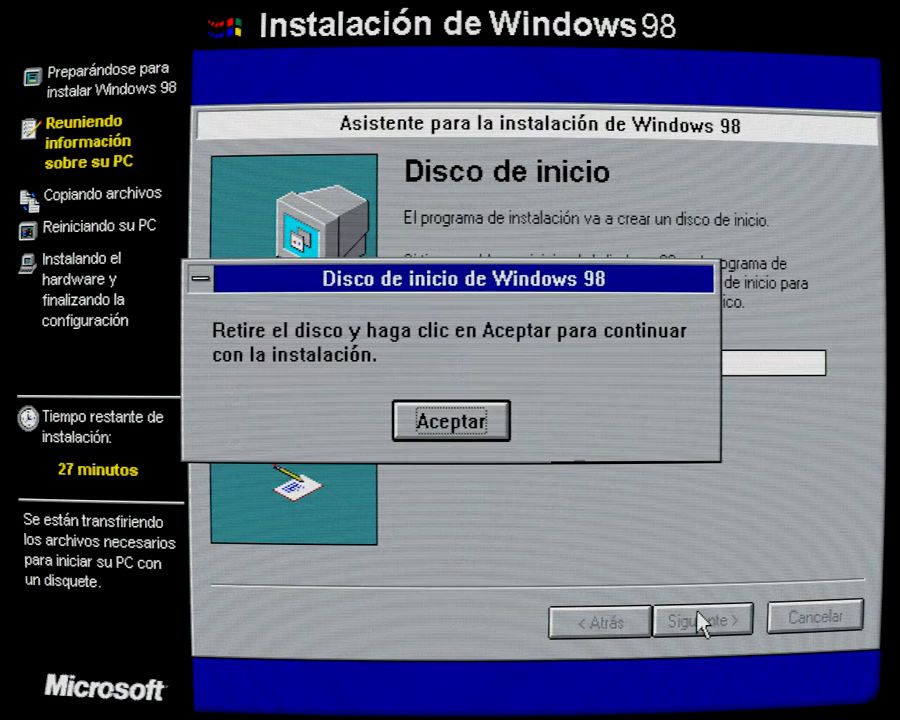 Instalación de Windows 98
Preparándose para
instalar Windows 98
Reuniendo
información
sobre su PC
Copiando archivos
Reiniciando su PC
Instalando el
hardware y
finalizando la
configuración
Tiempo restante de
instalación:
27 minutos
Se están transfiriendo
los archivos necesarios
para iniciar su PC con
un disquete.
Microsoft
Asistente para la instalación de Windows 98
Disco de inicio
El programa de instalación va a crear un disco de inicio.
programa de
de inicio para
Disco de inicio de Windows 98
Retire el disco y haga clic en Aceptar para continuar
con la instalación.
Aceptar
< Atrás
Siguiente >
Cancelar